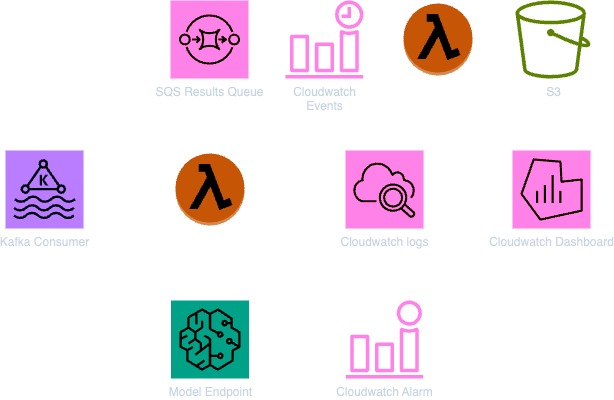 SQS Results Queue
Cloudwatch
Events
S3
K
Kafka Consumer
Cloudwatch logs
Cloudwatch Dashboard
Model Endpoint
Cloudwatch Alarm